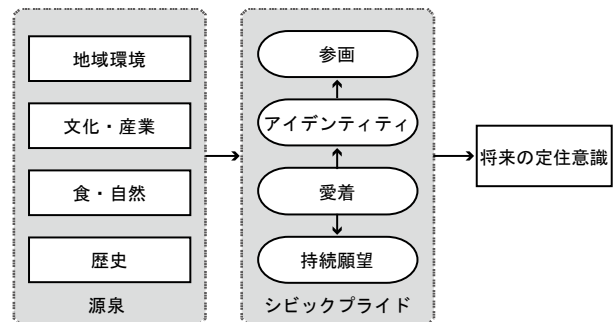 地域環境
文化・産業
食・自然
歴史
源泉
参画
アイデンティティ
愛着
持続願望
シビックプライド
将来の定住意識